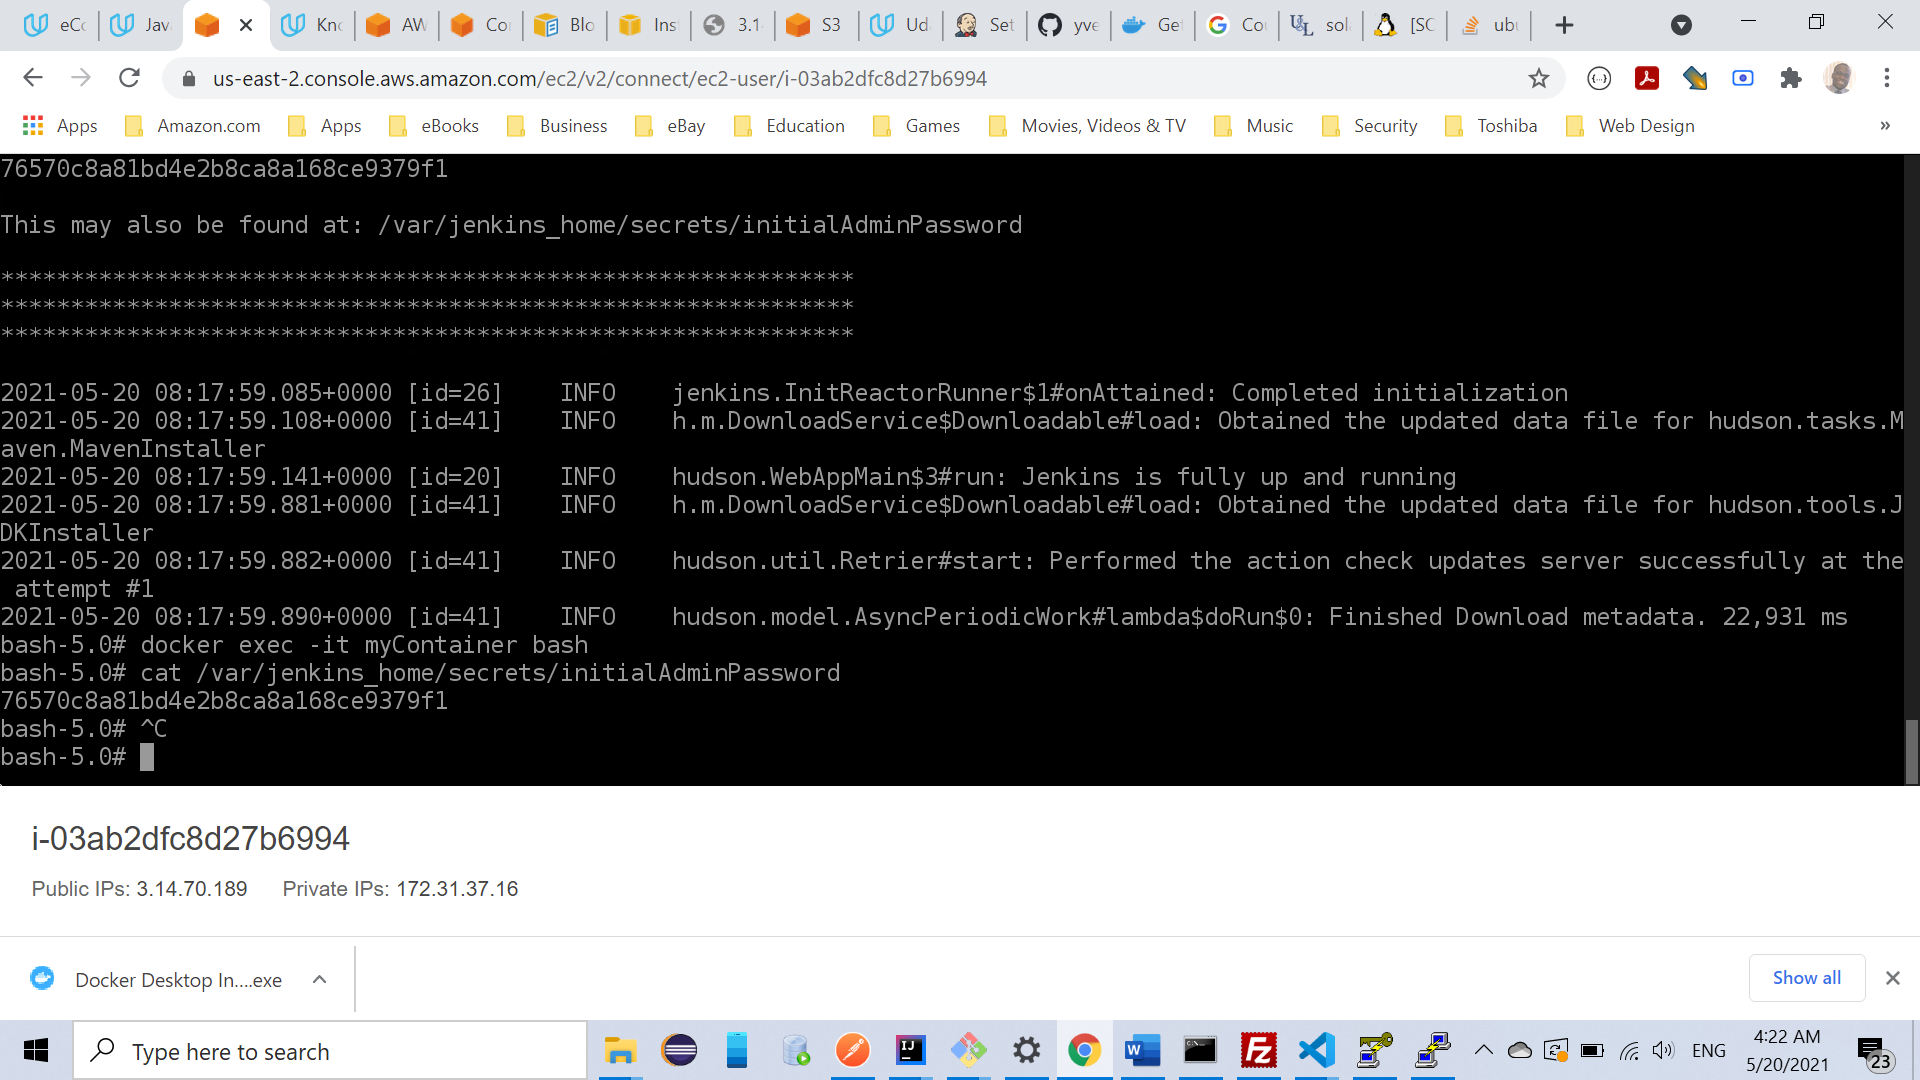 eCo
Jav
Kno
AW
Co
Blo
Ins
3.1
S3
Ud
Set
yve
Get
Co
sol
[SO
ubu
us-east-2.console.aws.amazon.com/ec2/v2/connect/ec2-user/i-03ab2dfc8d27b6994
Apps Amazon.com Apps eBooks Business eBay Education Games Movies, Videos & TV Music Security Toshiba Web Design »
76570c8a81bd4e2b8ca8a168ce9379f1
This may also be found at: /var/jenkins_home/secrets/initialAdminPassword
*************************************************************
*************************************************************
*************************************************************
2021-05-20 08:17:59.085+0000 [id=26] INFO jenkins.InitReactorRunner$1#onAttained: Completed initialization
2021-05-20 08:17:59.108+0000 [id=41] INFO h.m.DownloadService$Downloadable#load: Obtained the updated data file for hudson.tasks.M
aven.MavenInstaller
2021-05-20 08:17:59.141+0000 [id=20] INFO hudson.WebAppMain$3#run: Jenkins is fully up and running
2021-05-20 08:17:59.881+0000 [id=41] INFO h.m.DownloadService$Downloadable#load: Obtained the updated data file for hudson.tools.J
DKInstaller
2021-05-20 08:17:59.882+0000 [id=41] INFO hudson.util.Retrier#start: Performed the action check updates server successfully at the
attempt #1
2021-05-20 08:17:59.890+0000 [id=41] INFO hudson.model.AsyncPeriodicWork#lambda$doRun$0: Finished Download metadata. 22,931 ms
bash-5.0# docker exec -it myContainer bash
bash-5.0# cat /var/jenkins_home/secrets/initialAdminPassword
76570c8a81bd4e2b8ca8a168ce9379f1
bash-5.0# ^C
bash-5.0#
i-03ab2dfc8d27b6994
Public IPs: 3.14.70.189 Private IPs: 172.31.37.16
Docker Desktop In....exe
Show all
Type here to search
ENG
4:22 AM
5/20/2021
23